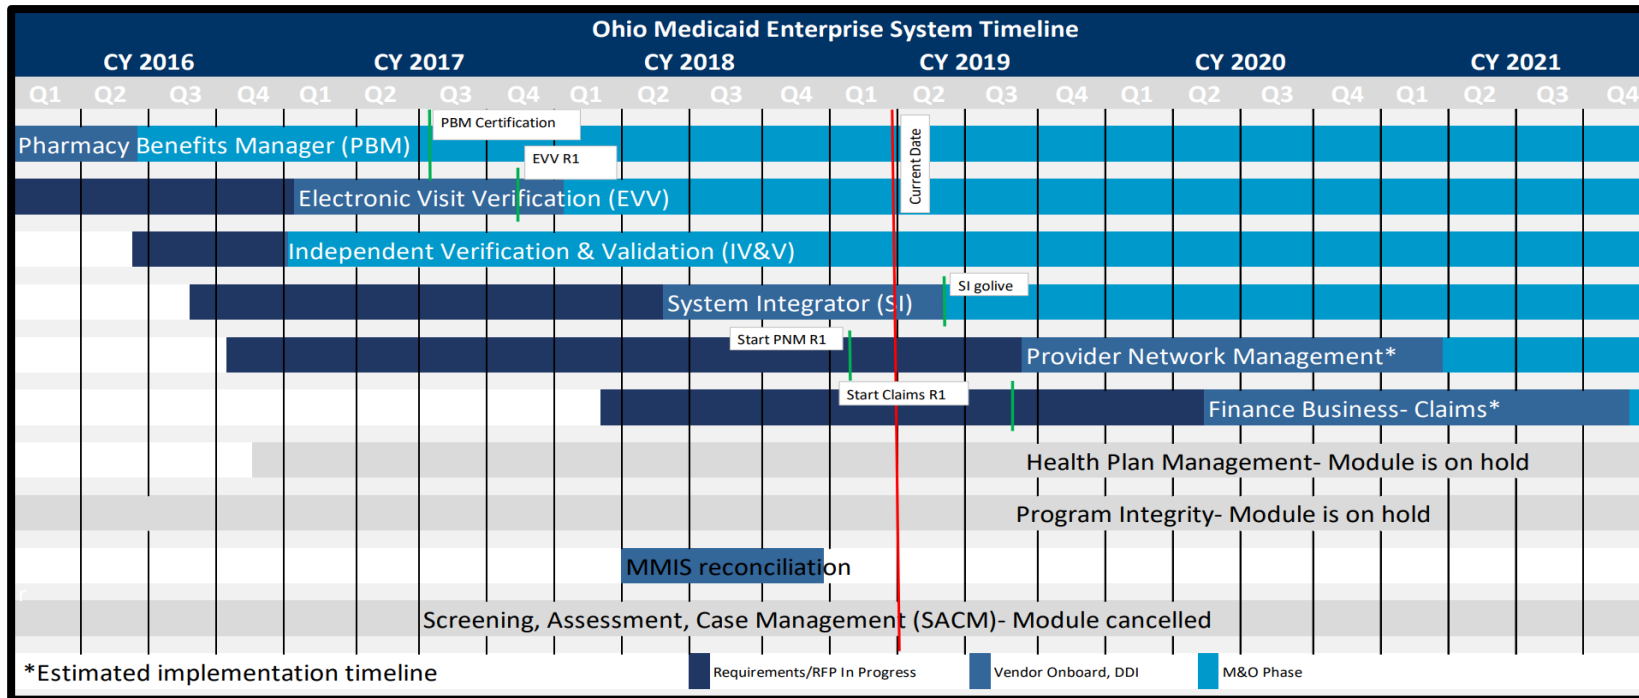 Ohio Medicaid Enterprise System Timeline
CY 2016 CY 2017 CY 2018 CY 2019 CY 2020 CY 2021
Q1 Q2 Q3 Q4 Q1 Q2 Q3 Q4 Q1 Q2 Q3 Q4 Q1 Q2 Q3 Q4 Q1 Q2 Q3 Q1 Q2 Q3 Q4
PBM Certification
Current Date
Pharmacy Benefits Manager (PBM)
EVV R1
Electronic Visit Verification (EVV)
Independent Verification & Validation (IV&V)
SI golive
System Integrator (SI)
Start PNM R1
Provider Network Management*
Start Claims R1
Finance Business- Claims*
Health Plan Management- Module is on hold
Program Integrity- Module is on hold
MMIS reconciliation
r
Screening, Assessment, Case Management (SACM)- Module cancelled
*Estimated implementation timeline
Requirements/RFP In Progress
Vendor Onboard, DDI
M&O Phase